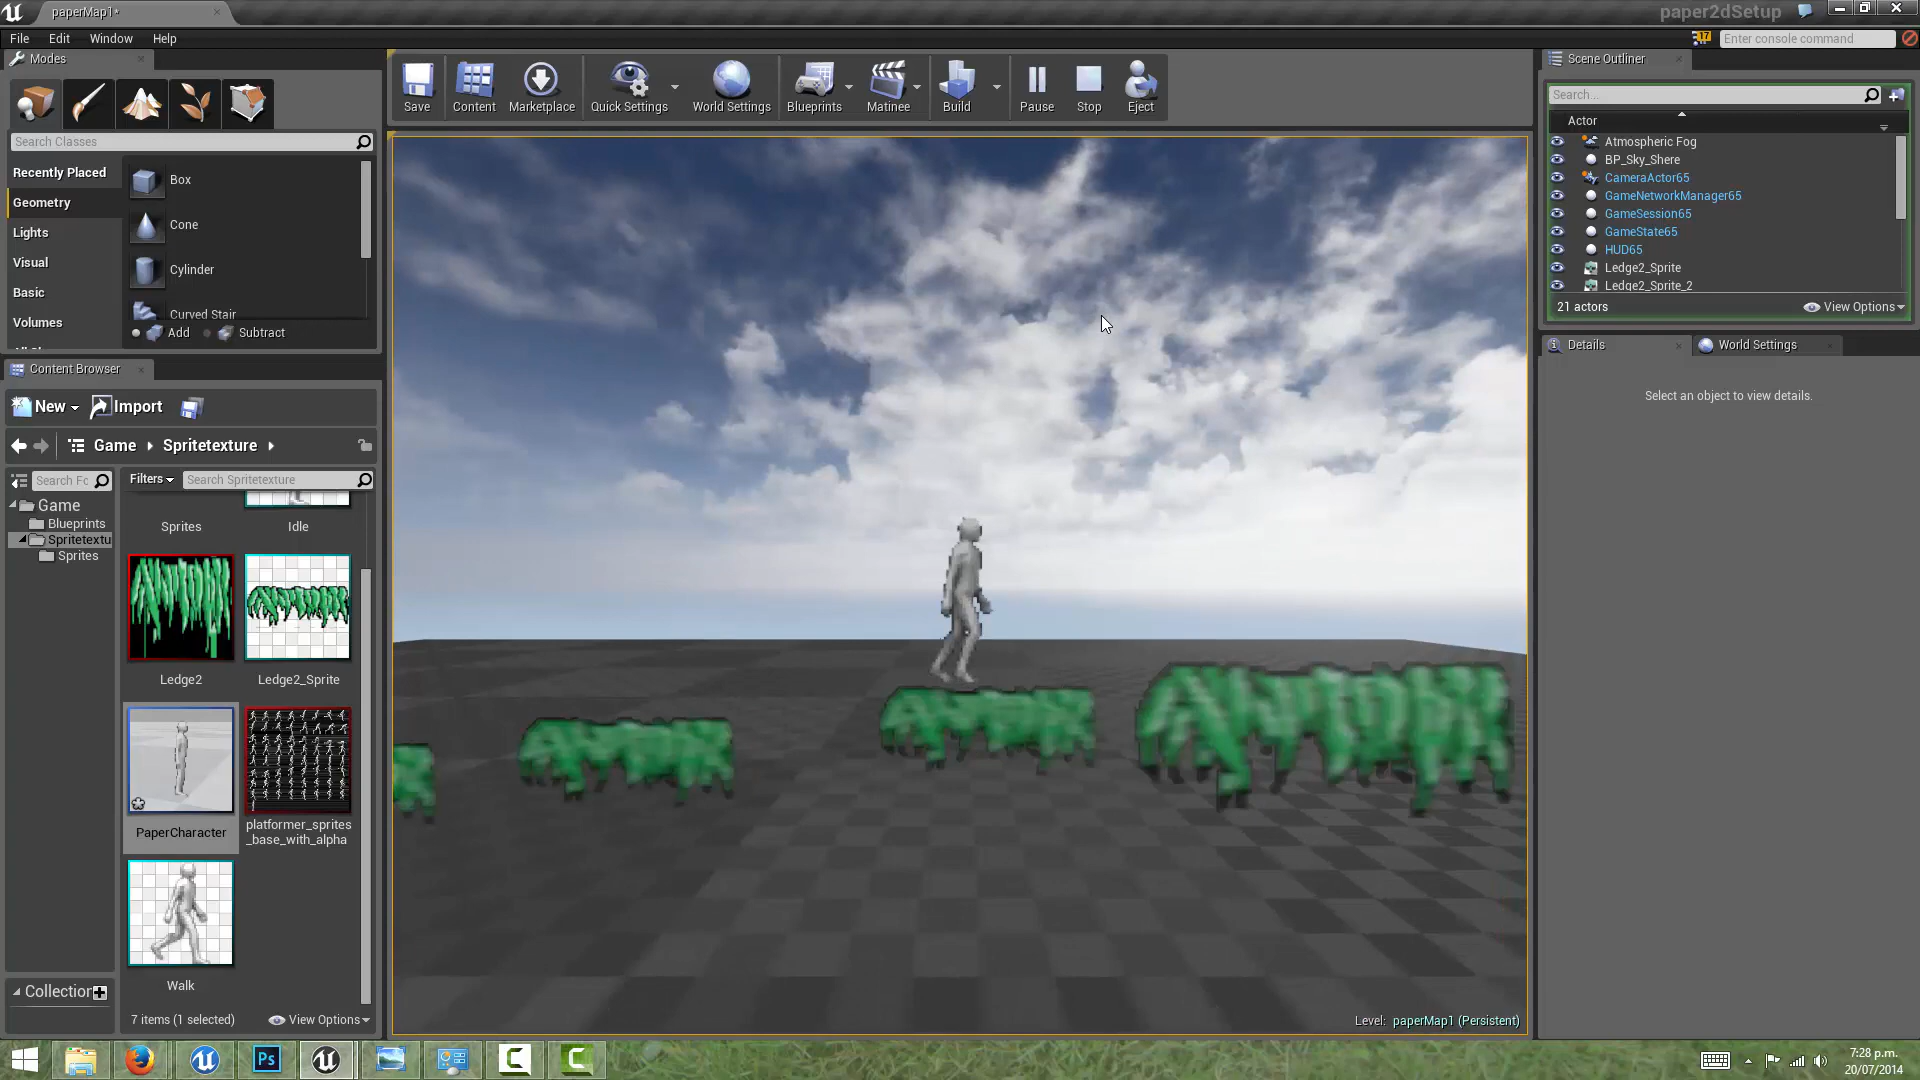 paperMap1*
paper2dSetup
File Edit Window Help
17
Enter console command
Modes
Search Classes
Recently Placed
Geometry
Lights
Visual
Basic
Volumes
Box
Cone
Cylinder
Curved Stair
Add Subtract
Save
Content
Marketplace
Quick Settings
World Settings
Blueprints
Matinee
Build
Pause
Stop
Eject
Scene Outliner
Search...
Actor
Atmospheric Fog
BP_Sky_Shere
CameraActor65
GameNetworkManager65
GameSession65
GameState65
HUD65
Ledge2_Sprite
Ledge2_Sprite_2
21 actors
View Options
Details
World Settings
Select an object to view details.
Content Browser
New
Import
Game
Spritetexture
Search Fo
Filters
Search Spritetexture
Game
Blueprints
Spritetextu
Sprites
Sprites
Idle
Ledge2
Ledge2_Sprite
PaperCharacter
platformer_sprites
_base_with_alpha
Walk
Collection
7 items (1 selected)
View Options
Level: paperMap1 (Persistent)
Ps
7:28 p.m.
20/07/2014